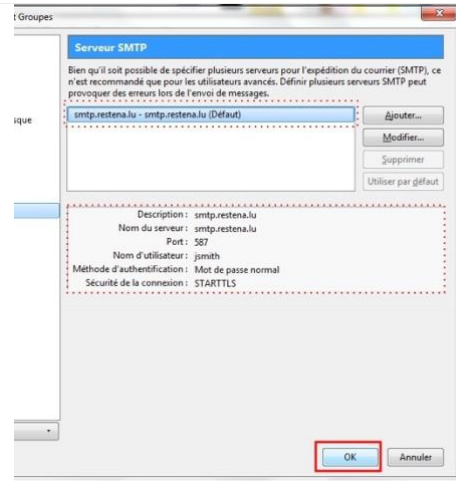 t Groupes
Serveur SMTP
Bien qu'il soit possible de spécifier plusieurs serveurs pour l'expédition du courrier (SMTP), ce
n'est recommandé que pour les utilisateurs avancés. Définir plusieurs serveurs SMTP peut
provoquer des erreurs lors de l'envoi de messages.
sque
smtp.restena.lu - smtp.restena.lu (Défaut)
Ajouter...
Modifier...
Supprimer
Utiliser par défaut
Description : smtp.restena.lu
Nom du serveur : smtp.restena.lu
Port : 587
Nom d'utilisateur : jsmith
Méthode d'authentification : Mot de passe normal
Sécurité de la connexion : STARTTLS
OK
Annuler